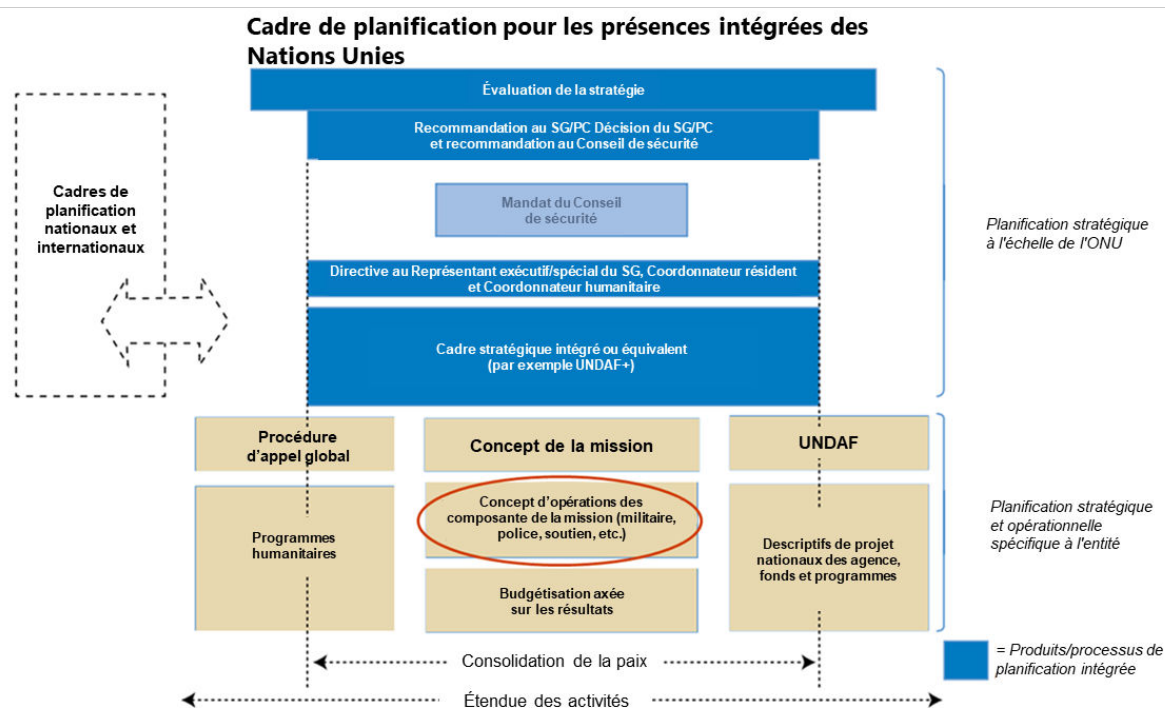 Cadre de planification pour les présences intégrées des
Nations Unies
Évaluation de la stratégie
Recommandation au SG/PC Décision du SG/PC
et recommandation au Conseil de sécurité
Cadres de
planification
nationaux et
internationaux
Mandat du Conseil
de sécurité
Planification stratégique
à l'échelle de l'ONU
Directive au Représentant exécutif/spécial du SG, Coordonnateur résident
et Coordonnateur humanitaire
Cadre stratégique intégré ou équivalent
(par exemple UNDAF+)
Procédure
d'appel global
Concept de la mission
UNDAF
Programmes
humanitaires
Concept d'opérations des
composante de la mission (militaire,
police, soutien, etc.)
Budgétisation axée
sur les résultats
Descriptifs de projet
nationaux des agence,
fonds et programmes
Planification stratégique
et opérationnelle
spécifique à l'entité
Consolidation de la paix
Étendue des activités
= Produits/processus de
planification intégrée